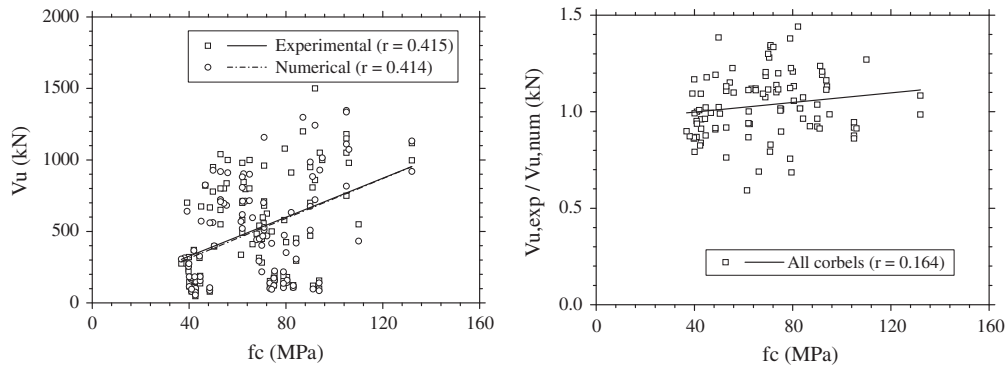 2000
1500
1000
500
0
Vu (kN)
Experimental (r = 0.415)
Numerical (r = 0.414)
0 40 80 120 160
fc (MPa)
1.5
1.0
0.5
0.0
Vu,exp / Vu,num (kN)
All corbels (r = 0.164)
0 40 80 120 160
fc (MPa)